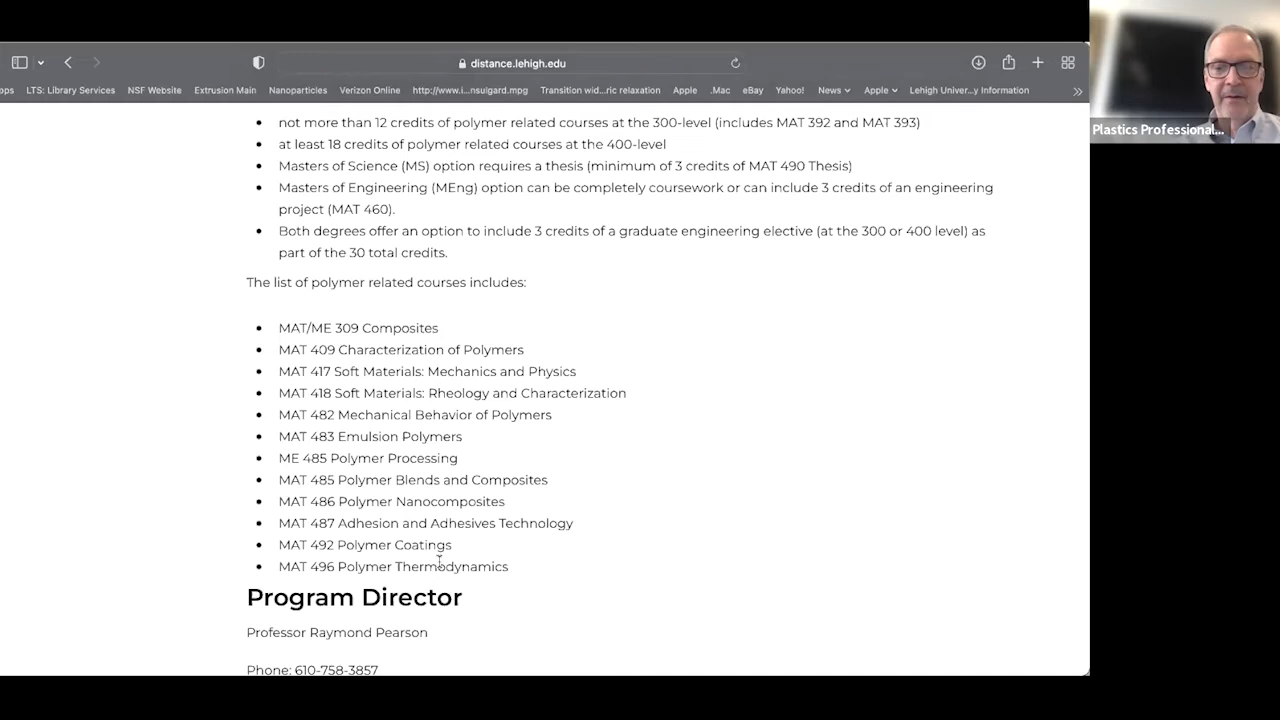 distance.lehigh.edu
ops LTS: Library Services NSF Website Extrusion Main Nanoparticles Verizon Online http://www.i...nsulgard.mpg Transition wid...ric relaxation Apple .Mac eBay Yahoo! News Apple Lehigh Univer...y Information
Plastics Professional...
not more than 12 credits of polymer related courses at the 300-level (includes MAT 392 and MAT 393)
at least 18 credits of polymer related courses at the 400-level
Masters of Science (MS) option requires a thesis (minimum of 3 credits of MAT 490 Thesis)
Masters of Engineering (MEng) option can be completely coursework or can include 3 credits of an engineering
project (MAT 460).
Both degrees offer an option to include 3 credits of a graduate engineering elective (at the 300 or 400 level) as
part of the 30 total credits.
The list of polymer related courses includes:
MAT/ME 309 Composites
MAT 409 Characterization of Polymers
MAT 417 Soft Materials: Mechanics and Physics
MAT 418 Soft Materials: Rheology and Characterization
MAT 482 Mechanical Behavior of Polymers
MAT 483 Emulsion Polymers
ME 485 Polymer Processing
MAT 485 Polymer Blends and Composites
MAT 486 Polymer Nanocomposites
MAT 487 Adhesion and Adhesives Technology
MAT 492 Polymer Coatings
MAT 496 Polymer Thermodynamics
Program Director
Professor Raymond Pearson
Phone: 610-758-3857